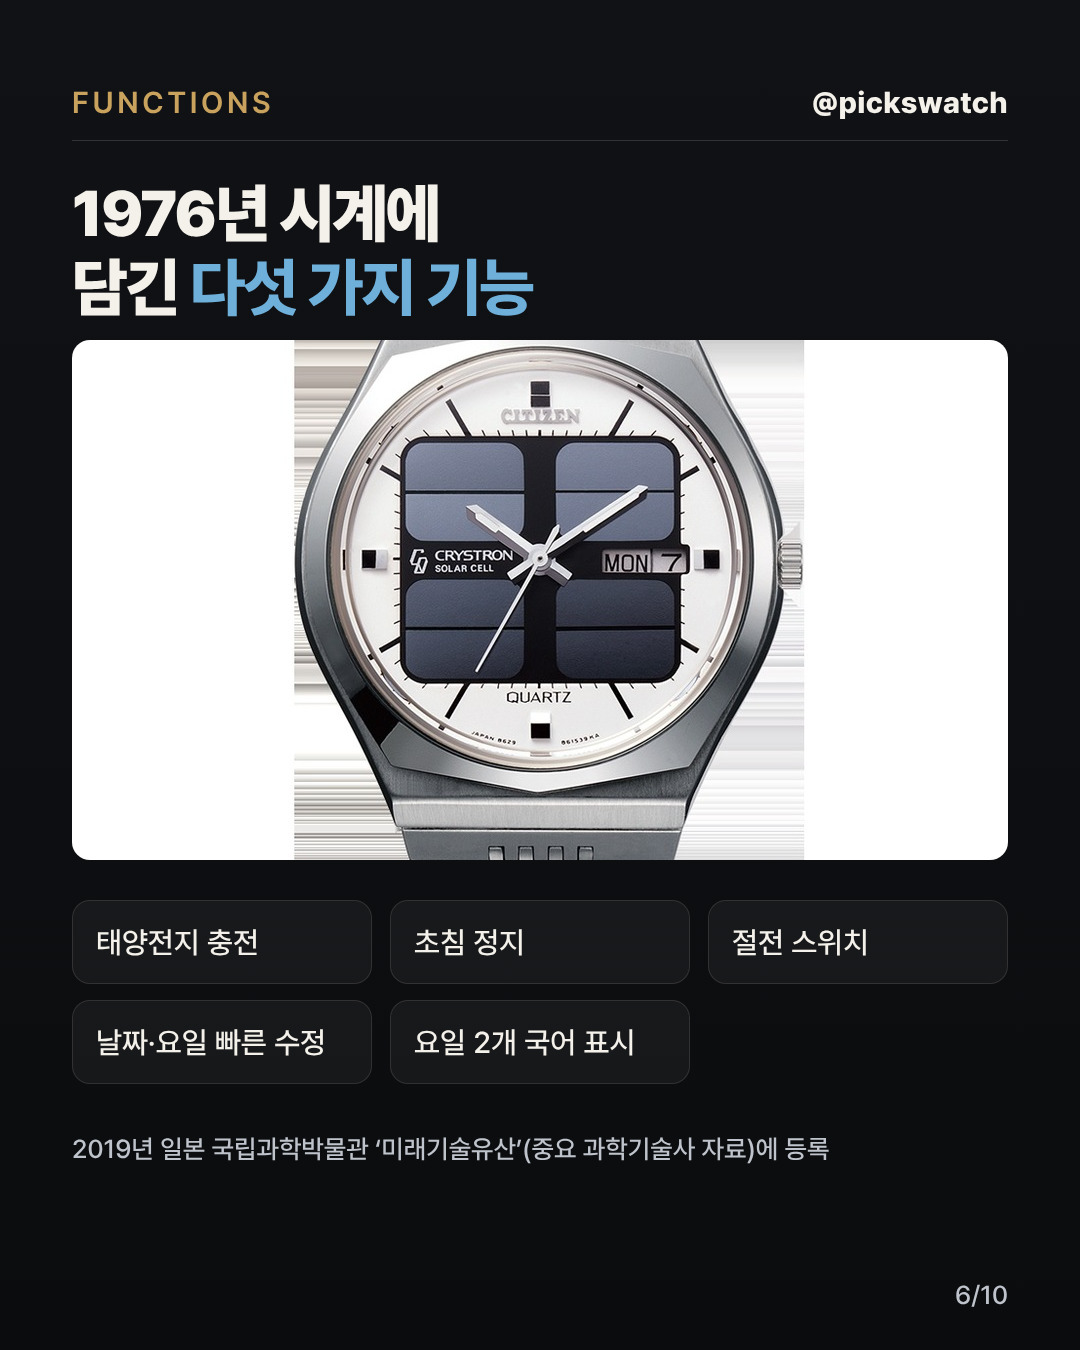 FUNCTIONS
@pickswatch
1976년 시계에
담긴 다섯 가지 기능
CITIZEN
CRYSTRON
SOLAR CELL
MON 7
QUARTZ
JAPAN 8629
861539KA
태양전지 충전
초침 정지
절전 스위치
날짜·요일 빠른 수정
요일 2개 국어 표시
2019년 일본 국립과학박물관 ‘미래기술유산’(중요 과학기술사 자료)에 등록
6/10